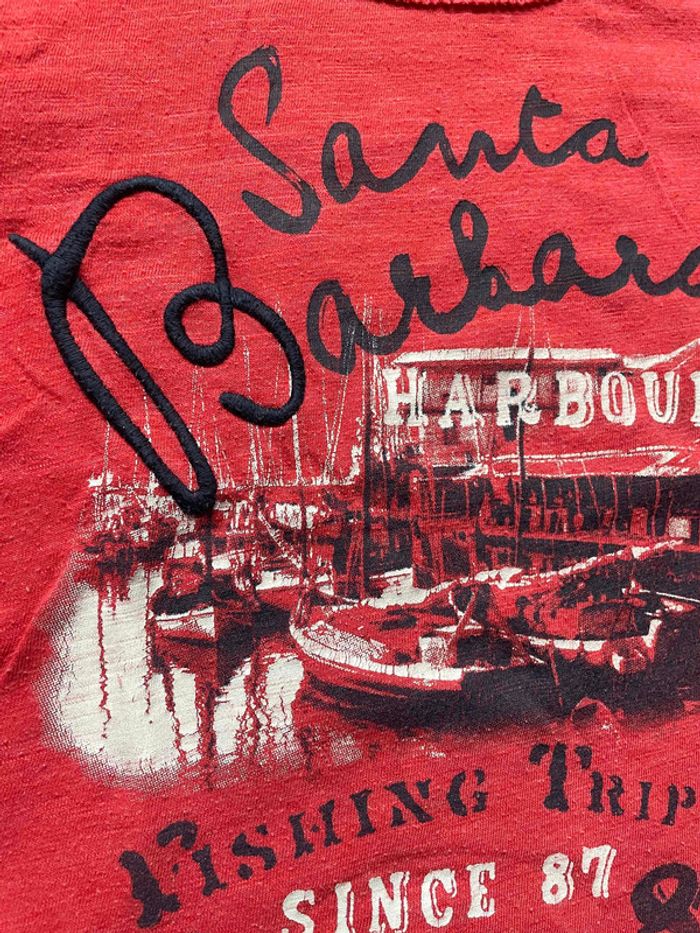 Santa
Barbara
HARBOU
FISHING TRIP
SINCE 87 &